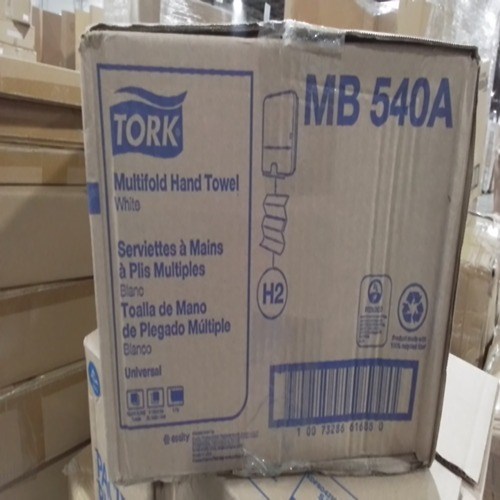 TORK
MB 540A
Multifold Hand Towel
White
Serviettes à Mains
à Plis Multiples
Blanc
Toalla de Mano
de Plegado Múltiple
Blanco
Universal
H2
essity